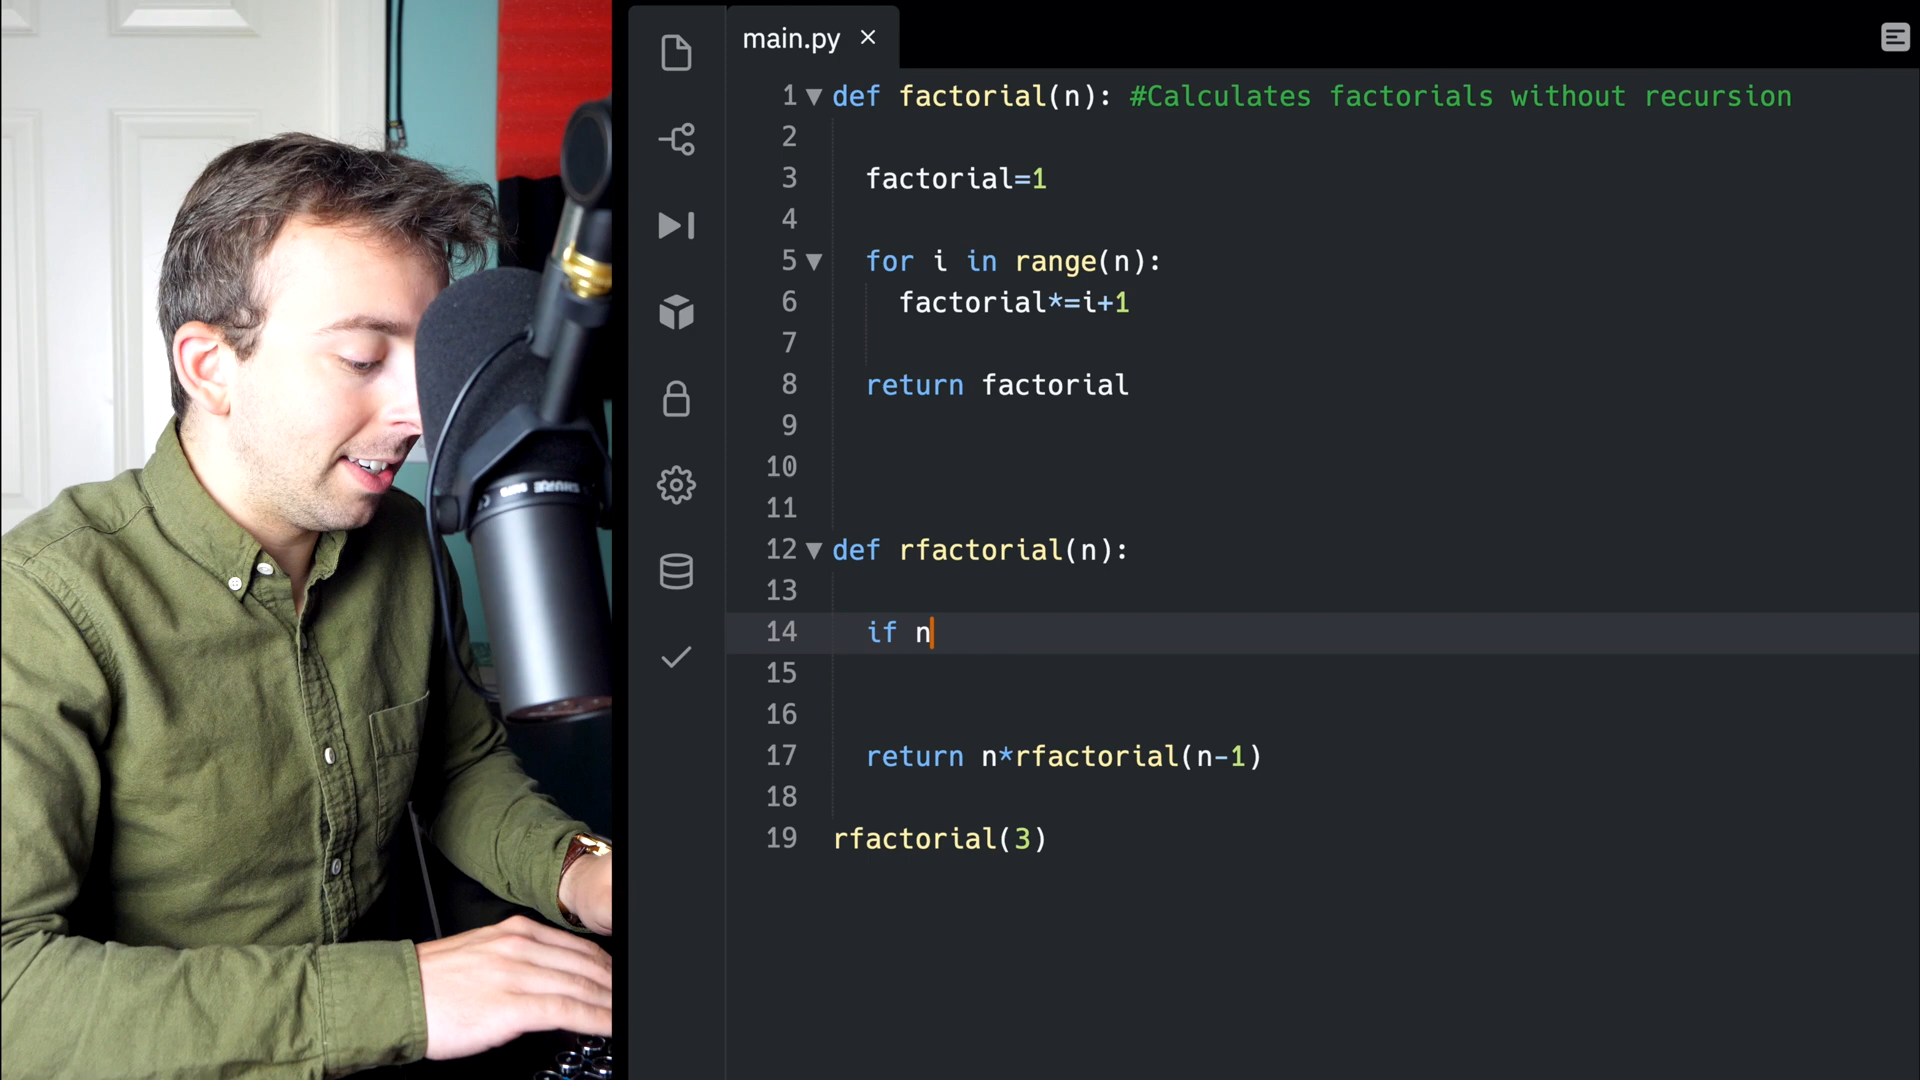 main.py ×
1 def factorial(n): #Calculates factorials without recursion
2
3 factorial=1
4
5 for i in range(n):
6 factorial*=i+1
7
8 return factorial
9
10
11
12 def rfactorial(n):
13
14 if n
15
16
17 return n*rfactorial(n-1)
18
19 rfactorial(3)
SHURE